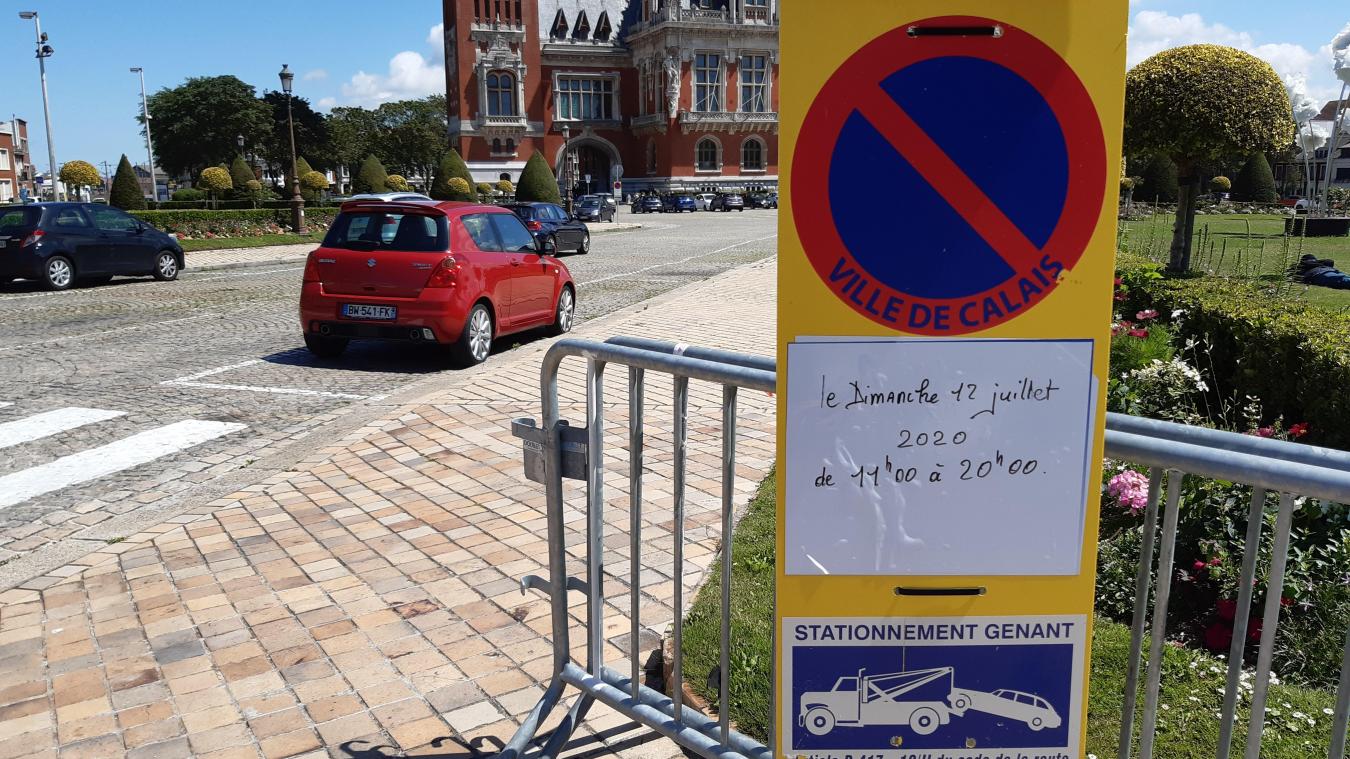 VILLE DE CALAIS
le Dimanche 12 juillet
2020
de 11h00 à 20h00.
STATIONNEMENT GENANT
BW-541-FK